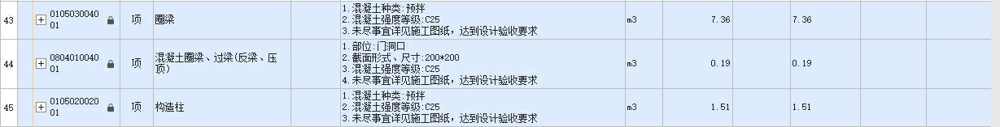 43
010503004001
项
圈梁
1.混凝土种类:预拌
2.混凝土强度等级:C25
3.未尽事宜详见施工图纸，达到设计验收要求
m3
7.36
7.36
44
080401004001
项
混凝土圈梁、过梁(反梁、压
顶)
1.部位:门洞口
2.截面形式、尺寸:200*200
3.混凝土强度等级:C25
4.未尽事宜详见施工图纸，达到设计验收要求
m3
0.19
0.19
45
010502002001
项
构造柱
1.混凝土种类:预拌
2.混凝土强度等级:C25
3.未尽事宜详见施工图纸，达到设计验收要求
m3
1.51
1.51